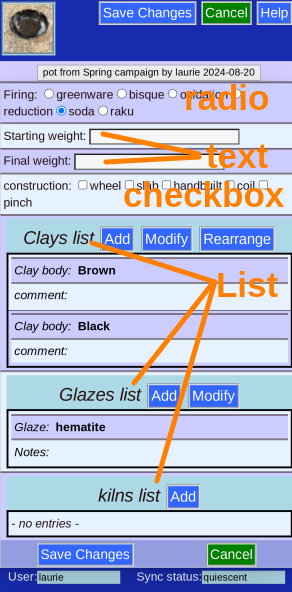 Save Changes Cancel Help
pot from Spring campaign by laurie 2024-08-20
Firing: greenware bisque oxidation
radio
reduction soda raku
Starting weight:
text
Final weight:
construction: wheel slab handbuilt coil
checkbox
pinch
Clays list Add Modify Rearrange
Clay body: Brown
List
comment:
Clay body: Black
comment:
Glazes list Add Modify
Glaze: hematite
Notes:
kilns list Add
- no entries -
Save Changes Cancel
User: laurie Sync status: quiescent